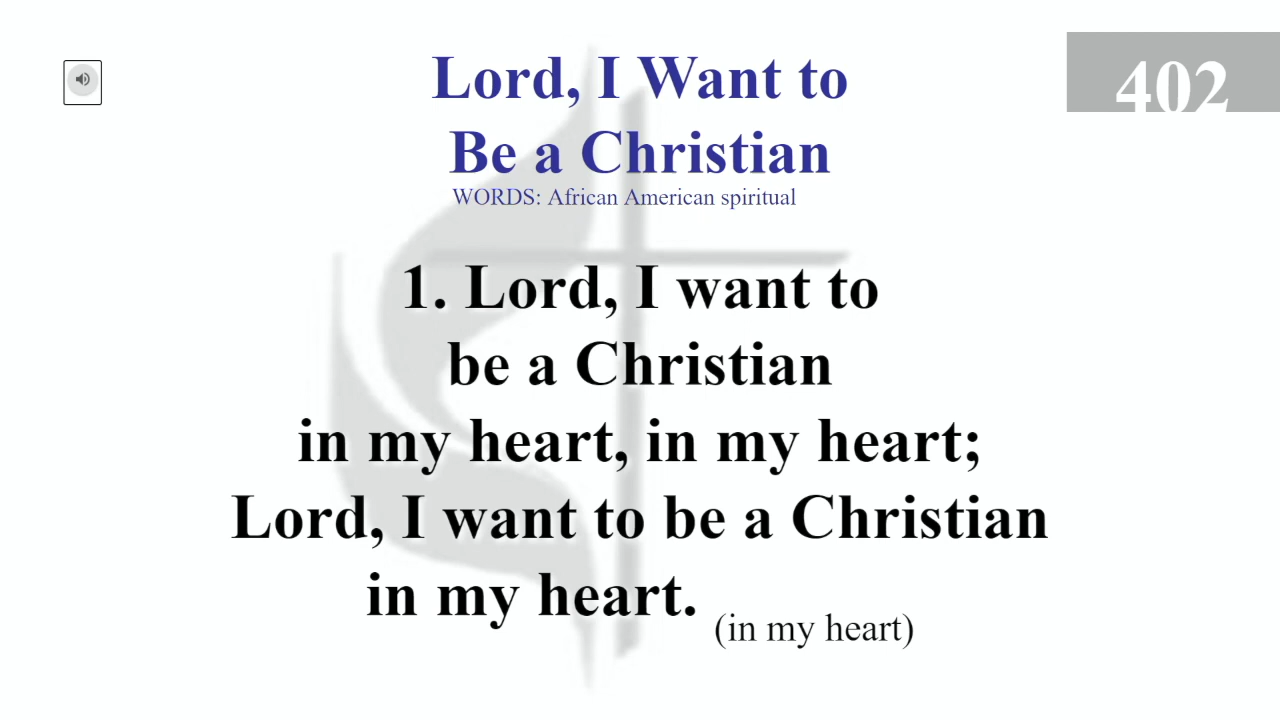 Lord, I Want to
Be a Christian
WORDS: African American spiritual
402
1. Lord, I want to
be a Christian
in my heart, in my heart;
Lord, I want to be a Christian
in my heart. (in my heart)